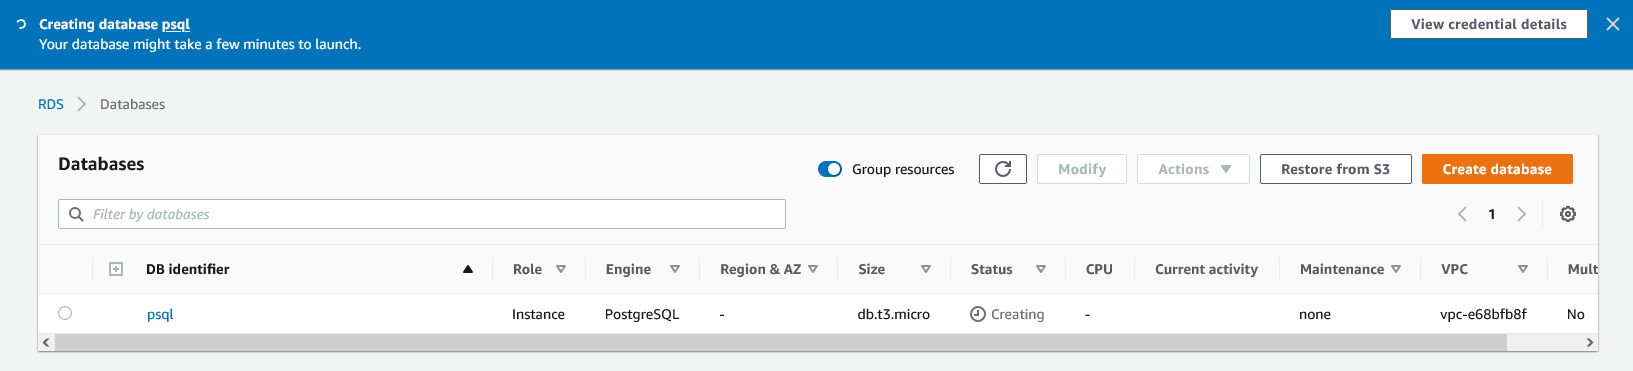 Creating database psql
Your database might take a few minutes to launch.
View credential details
RDS > Databases
Databases
Group resources
Modify
Actions
Restore from S3
Create database
Filter by databases
1
DB identifier Role Engine Region & AZ Size Status CPU Current activity Maintenance VPC Mult
psql Instance PostgreSQL - db.t3.micro Creating - none vpc-e68bfb8f No